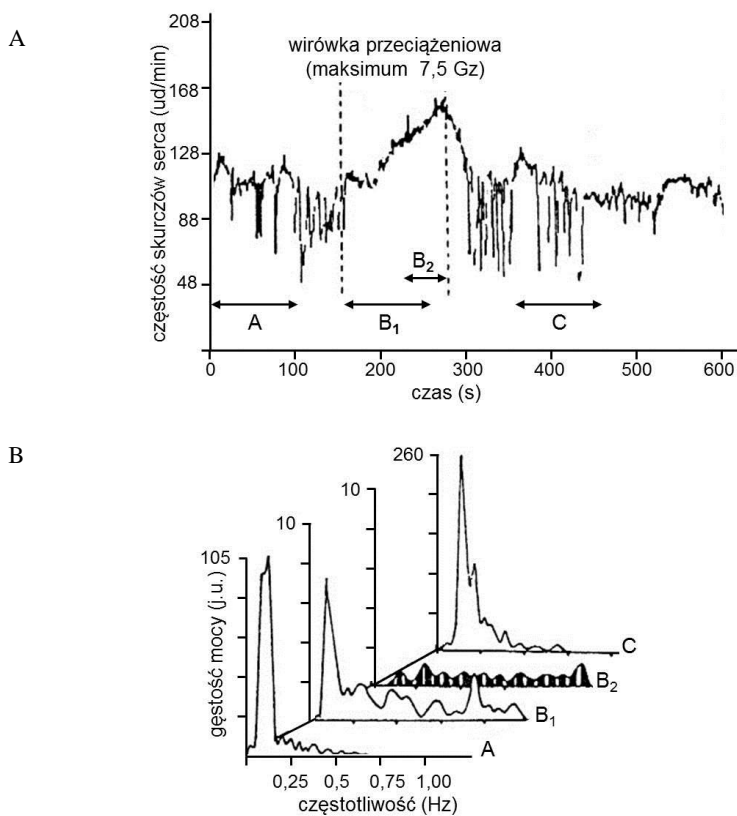 A
częstość skurczów serca (ud/min)
208
168
128
88
48
wirówka przeciążeniowa
(maksimum 7,5 Gz)
A
B₁
B₂
C
0 100 200 300 400 500 600
czas (s)
B
gęstość mocy (j.u.)
105
10
10
260
C
B₂
B₁
A
0,25 0,5 0,75 1,00
częstotliwość (Hz)